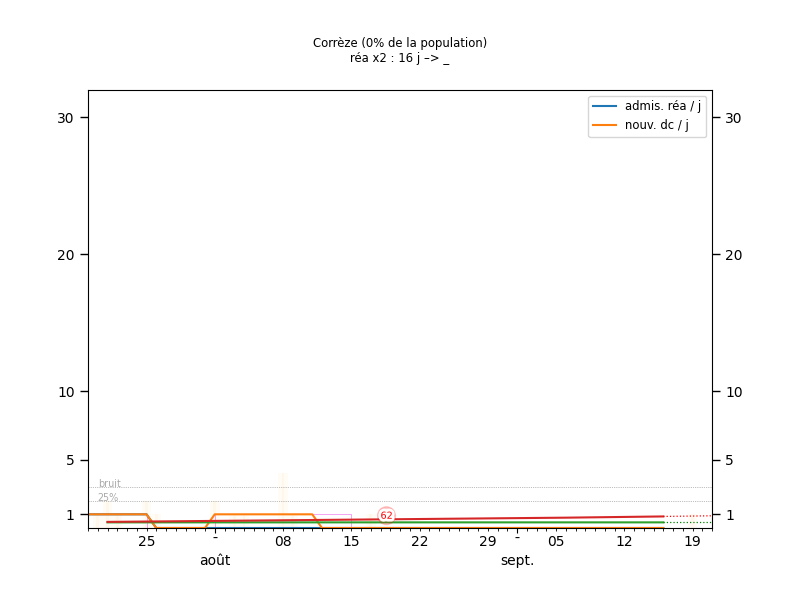 Corrèze (0% de la population)
réa x2 : 16 j –> _
admis. réa / j
nouv. dc / j
30 30
20 20
10 10
5 5
bruit
25%
1 62 1
25 - 08 15 22 29 - 05 12 19
août sept.